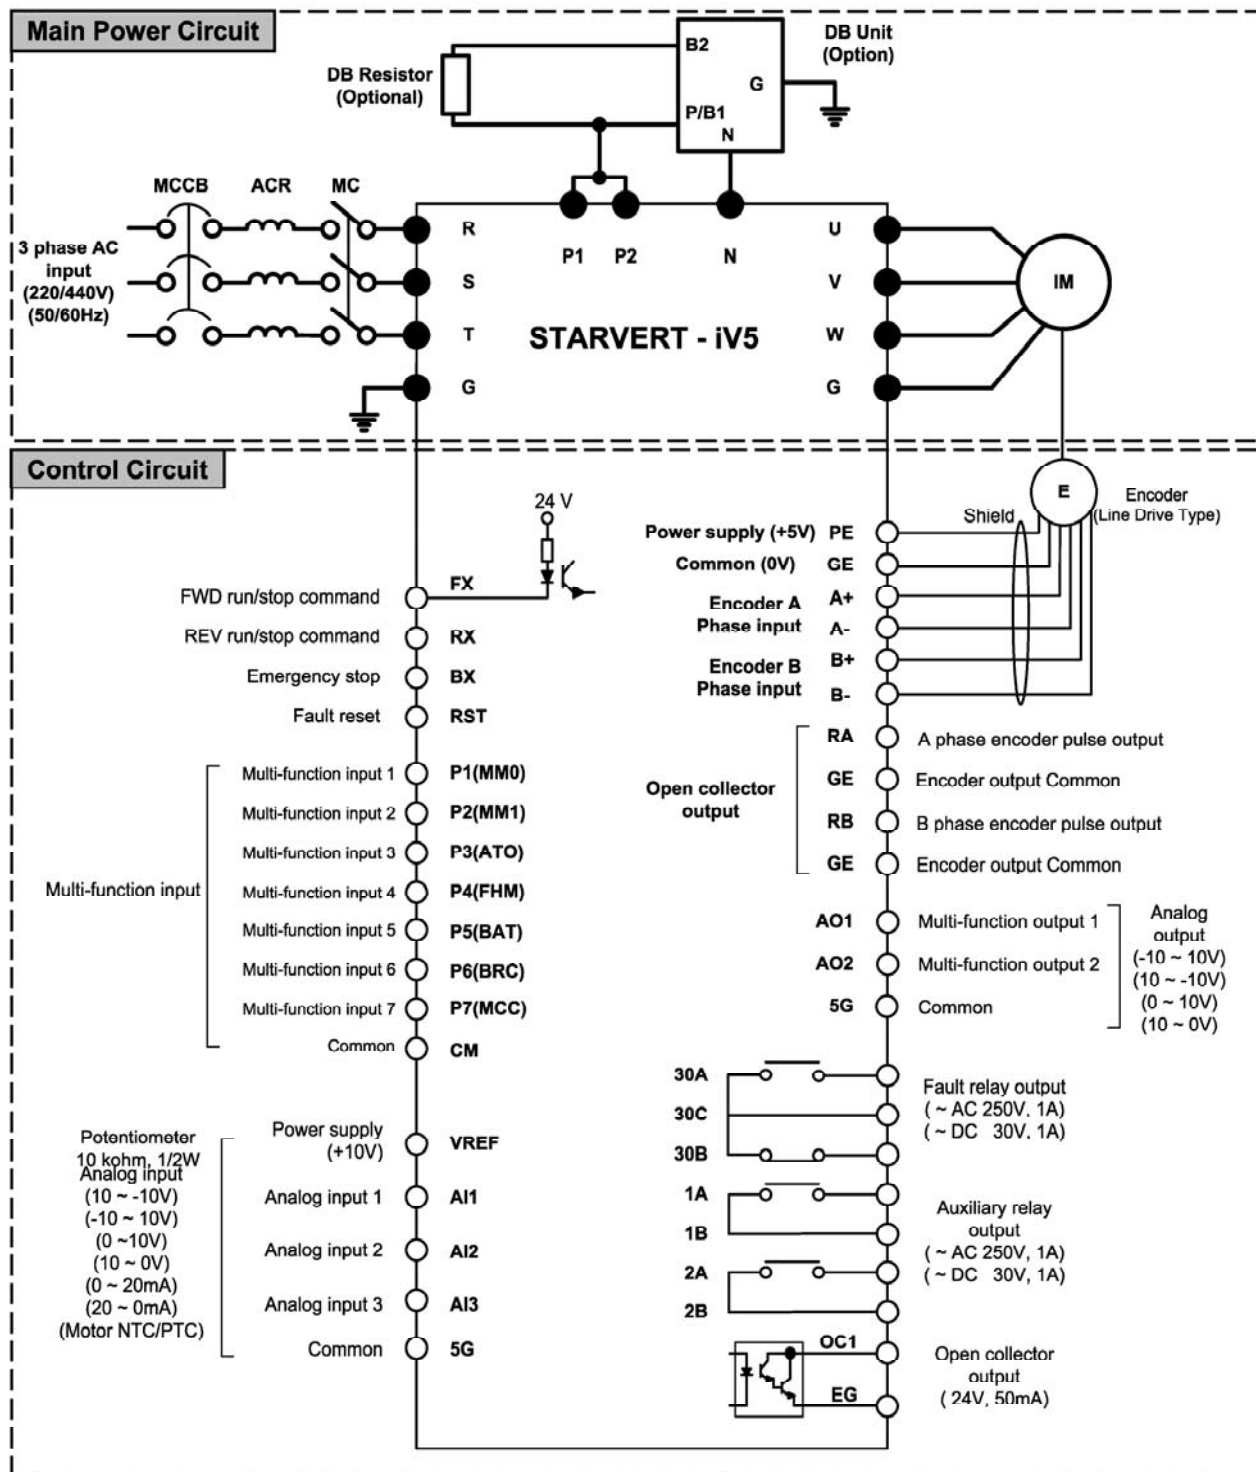 Main Power Circuit
DB Resistor
(Optional)
B2
P/B1
G
N
DB Unit
(Option)
MCCB
ACR
MC
3 phase AC
input
(220/440V)
(50/60Hz)
R
S
T
G
P1
P2
N
STARVERT - iV5
U
V
W
G
IM
Control Circuit
24 V
FWD run/stop command
FX
REV run/stop command
RX
Emergency stop
BX
Fault reset
RST
Multi-function input
Multi-function input 1
P1(MM0)
Multi-function input 2
P2(MM1)
Multi-function input 3
P3(ATO)
Multi-function input 4
P4(FHM)
Multi-function input 5
P5(BAT)
Multi-function input 6
P6(BRC)
Multi-function input 7
P7(MCC)
Common
CM
Potentiometer
10 kohm, 1/2W
Analog input
(10 ~ -10V)
(-10 ~ 10V)
(0 ~10V)
(10 ~ 0V)
(0 ~ 20mA)
(20 ~ 0mA)
(Motor NTC/PTC)
Power supply
(+10V)
VREF
Analog input 1
AI1
Analog input 2
AI2
Analog input 3
AI3
Common
5G
E
Encoder
(Line Drive Type)
Shield
Power supply (+5V)
PE
Common (0V)
GE
Encoder A
Phase input
A+
A-
Encoder B
Phase input
B+
B-
Open collector
output
RA
A phase encoder pulse output
GE
Encoder output Common
RB
B phase encoder pulse output
GE
Encoder output Common
AO1
Multi-function output 1
AO2
Multi-function output 2
5G
Common
Analog
output
(-10 ~ 10V)
(10 ~ -10V)
(0 ~ 10V)
(10 ~ 0V)
30A
30C
30B
Fault relay output
( ~ AC 250V, 1A)
( ~ DC 30V, 1A)
1A
1B
2A
2B
Auxiliary relay
output
( ~ AC 250V, 1A)
( ~ DC 30V, 1A)
OC1
EG
Open collector
output
( 24V, 50mA)